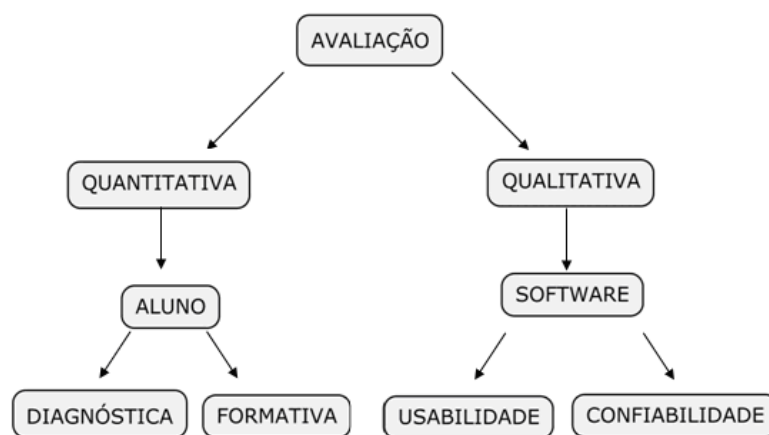 AVALIAÇÃO
QUANTITATIVA
QUALITATIVA
ALUNO
SOFTWARE
DIAGNÓSTICA
FORMATIVA
USABILIDADE
CONFIABILIDADE